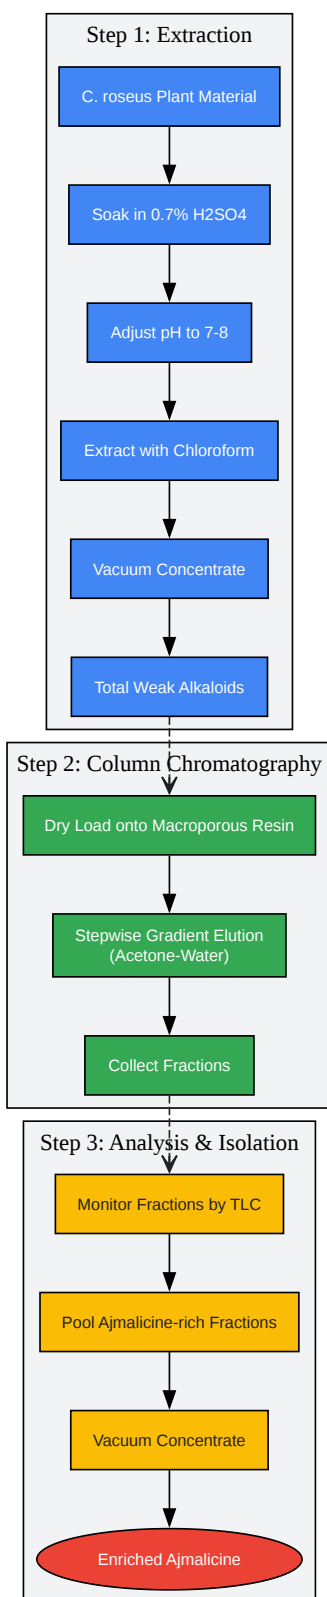 Step 1: Extraction
C. roseus Plant Material
Soak in 0.7% H2SO4
Adjust pH to 7-8
Extract with Chloroform
Vacuum Concentrate
Total Weak Alkaloids
Step 2: Column Chromatography
Dry Load onto Macroporous Resin
Stepwise Gradient Elution
(Acetone-Water)
Collect Fractions
Step 3: Analysis & Isolation
Monitor Fractions by TLC
Pool Ajmalicine-rich Fractions
Vacuum Concentrate
Enriched Ajmalicine